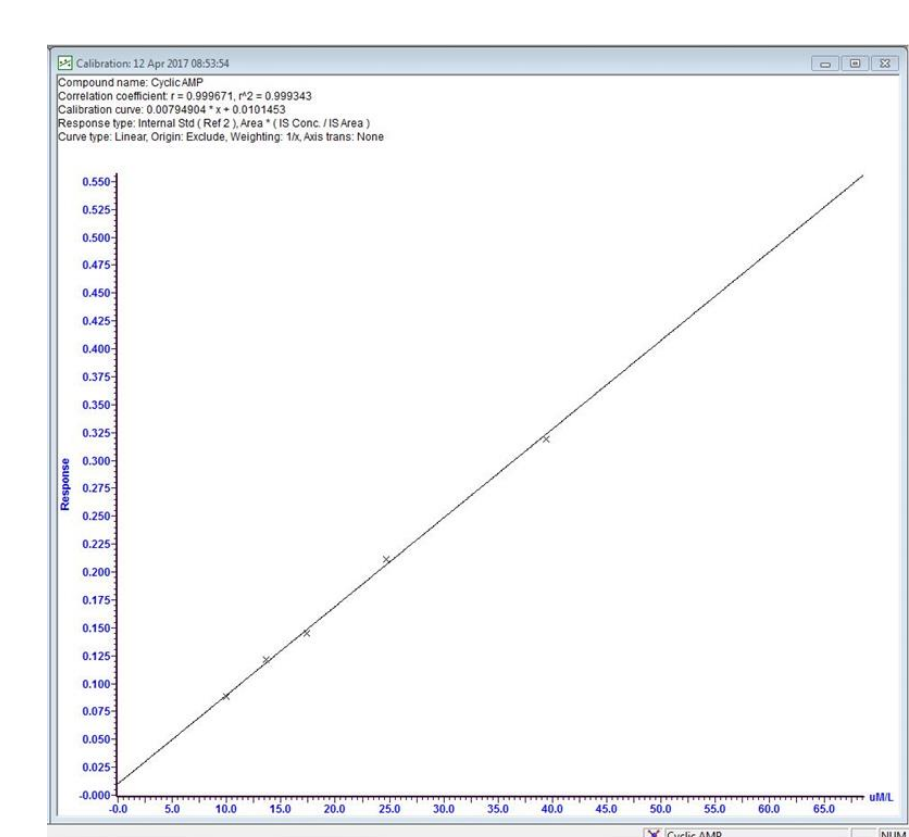 Calibration: 12 Apr 2017 08:53:54
Compound name: Cyclic AMP
Correlation coefficient: r = 0.999671, r^2 = 0.999343
Calibration curve: 0.00794904 * x + 0.0101453
Response type: Internal Std ( Ref 2 ), Area * ( IS Conc. / IS Area )
Curve type: Linear, Origin: Exclude, Weighting: 1/x, Axis trans: None
0.550
0.525
0.500
0.475
0.450
0.425
0.400
0.375
0.350
0.325
0.300
0.275
0.250
0.225
0.200
0.175
0.150
0.125
0.100
0.075
0.050
0.025
-0.000
Response
-0.0 5.0 10.0 15.0 20.0 25.0 30.0 35.0 40.0 45.0 50.0 55.0 60.0 65.0
uM/L
Cyclic AMP
NUM